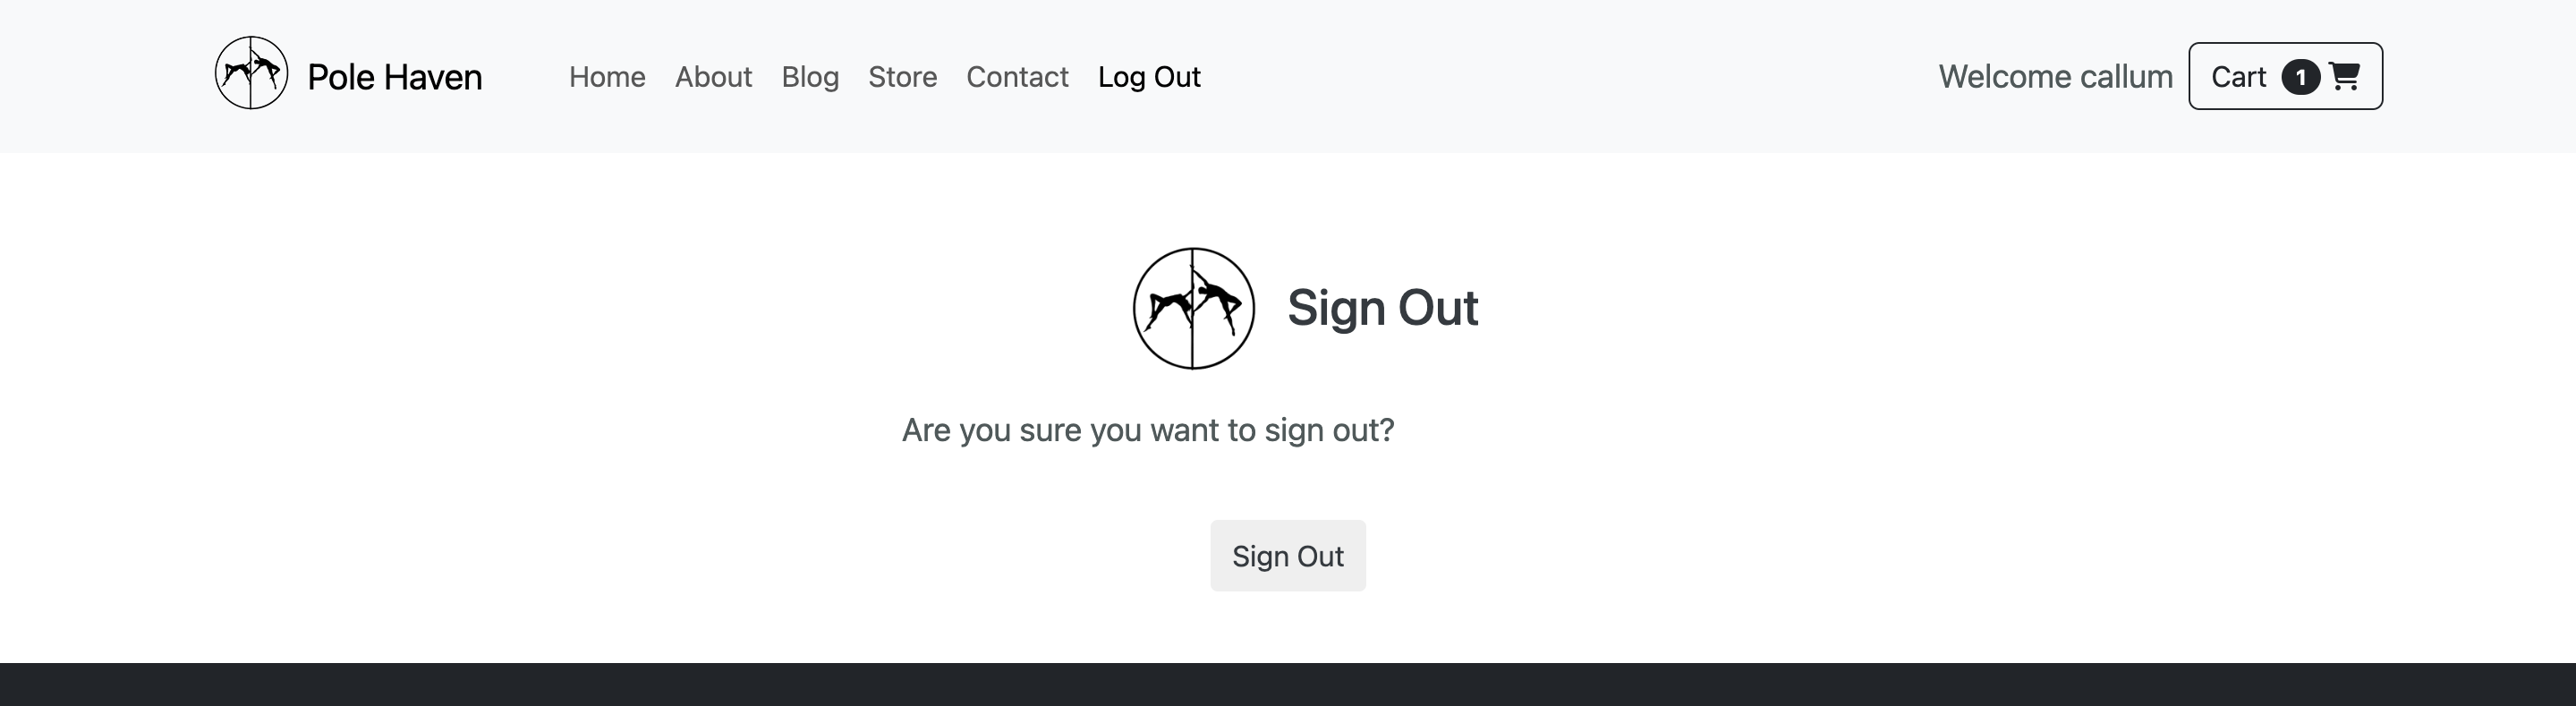 Pole Haven Home About Blog Store Contact Log Out Welcome callum Cart 1
Sign Out
Are you sure you want to sign out?
Sign Out